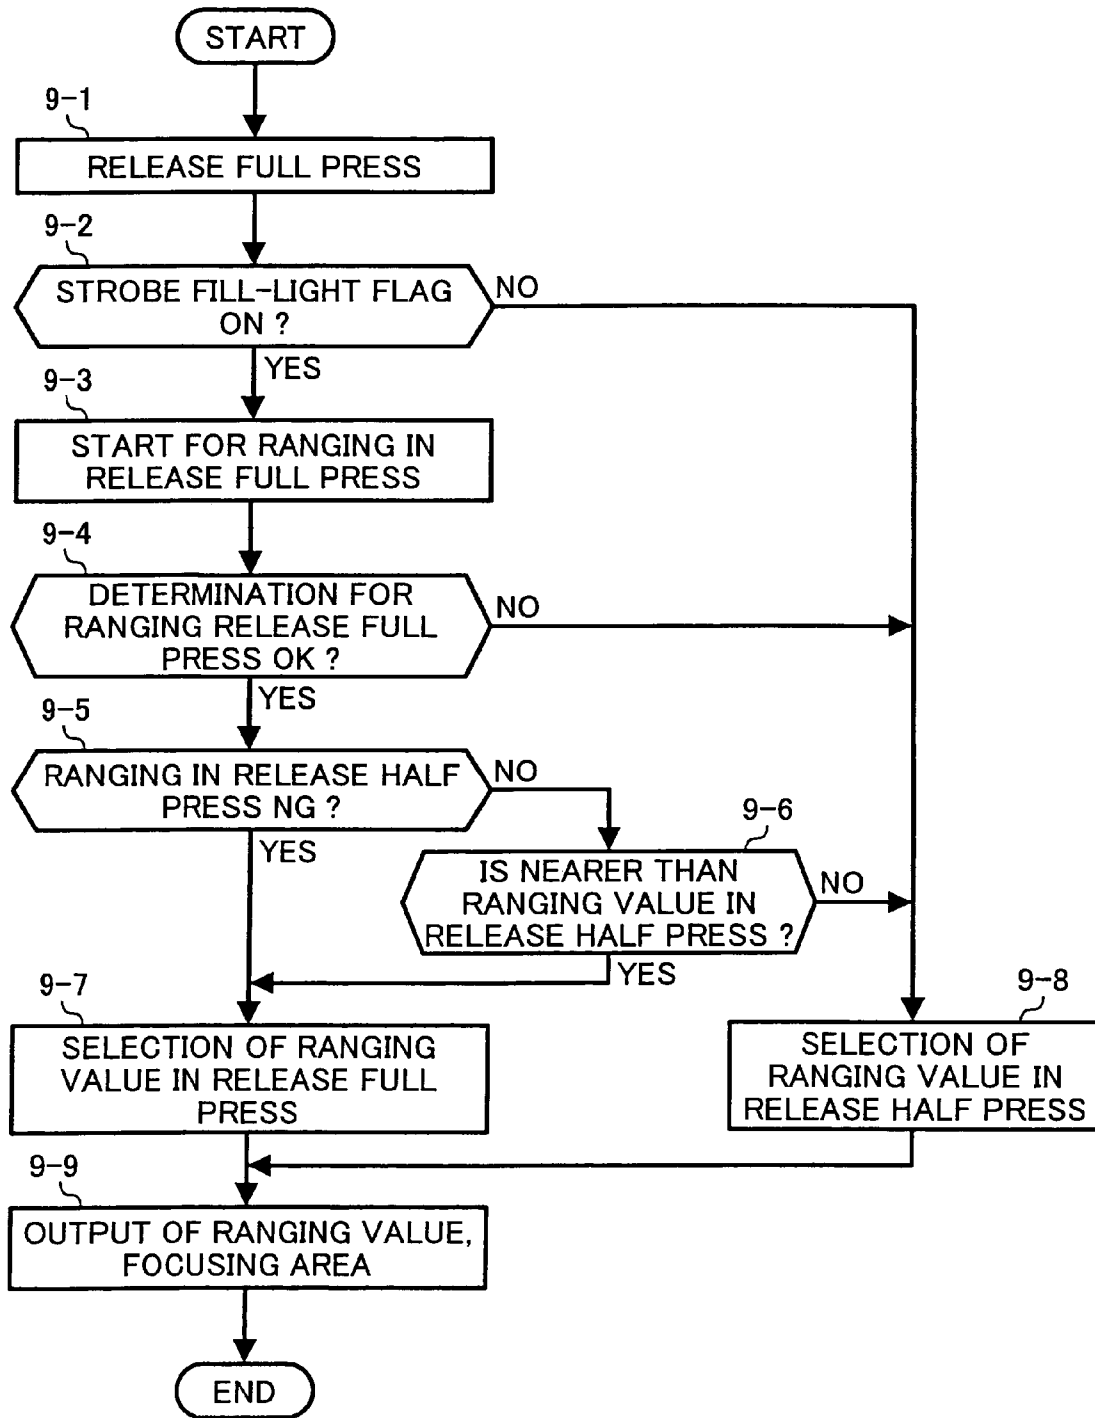 START
9-1
RELEASE FULL PRESS
9-2
STROBE FILL-LIGHT FLAG
ON ?
NO
YES
9-3
START FOR RANGING IN
RELEASE FULL PRESS
9-4
DETERMINATION FOR
RANGING RELEASE FULL
PRESS OK ?
NO
YES
9-5
RANGING IN RELEASE HALF
PRESS NG ?
NO
YES
9-6
IS NEARER THAN
RANGING VALUE IN
RELEASE HALF PRESS ?
NO
YES
9-7
SELECTION OF RANGING
VALUE IN RELEASE FULL
PRESS
9-8
SELECTION OF
RANGING VALUE IN
RELEASE HALF PRESS
9-9
OUTPUT OF RANGING VALUE,
FOCUSING AREA
END